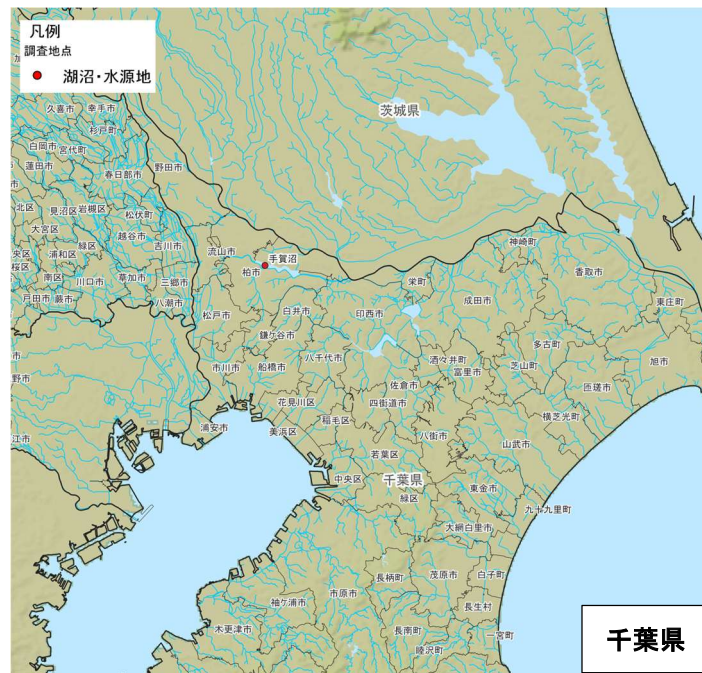 凡例
調査地点
湖沼・水源地
茨城県
久喜市
幸手市
杉戸町
白岡市
宮代町
蓮田市
春日部市
野田市
北区
見沼区
岩槻区
松伏町
大宮区
越谷市
吉川市
浦和区
緑区
央区
桜区
南区
川口市
草加市
三郷市
戸田市
蕨市
八潮市
流山市
手賀沼
柏市
神崎町
香取市
栄町
成田市
東庄町
松戸市
白井市
印西市
鎌ケ谷市
多古町
旭市
市川市
船橋市
八千代市
酒々井町
富里市
芝山町
匝瑳市
佐倉市
四街道市
花見川区
稲毛区
美浜区
浦安市
横芝光町
八街市
山武市
若葉区
中央区
千葉県
緑区
東金市
九十九里町
大網白里市
長柄町
茂原市
白子町
市原市
袖ケ浦市
長生村
木更津市
長南町
一宮町
睦沢町
江市
野市
市
千葉県